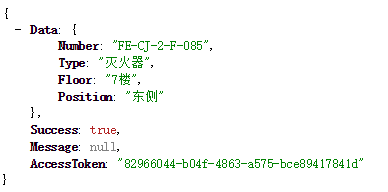 {
- Data: {
Number: "FE-CJ-2-F-085",
Type: "灭火器",
Floor: "7楼",
Position: "东侧"
},
Success: true,
Message: null,
AccessToken: "82966044-b04f-4863-a575-bce89417841d"
}